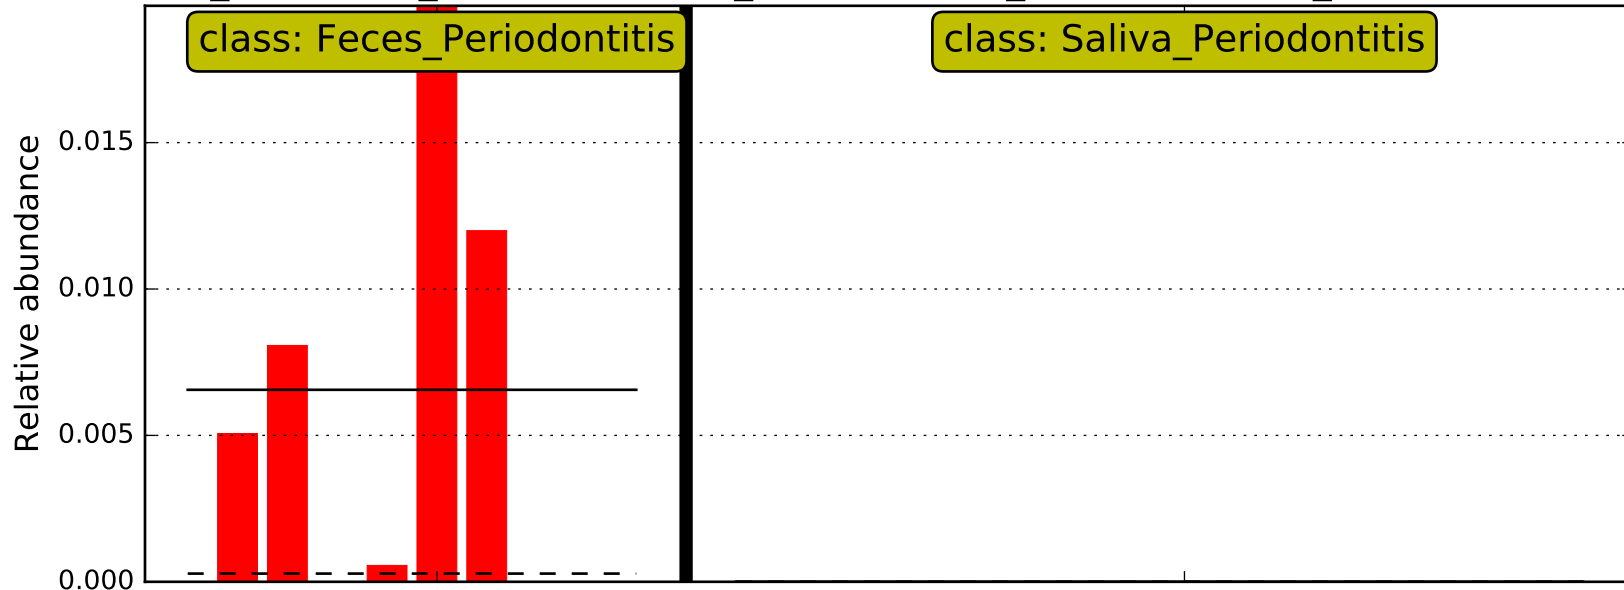 class: Feces_Periodontitis
class: Saliva_Periodontitis
Relative abundance
0.015
0.010
0.005
0.000